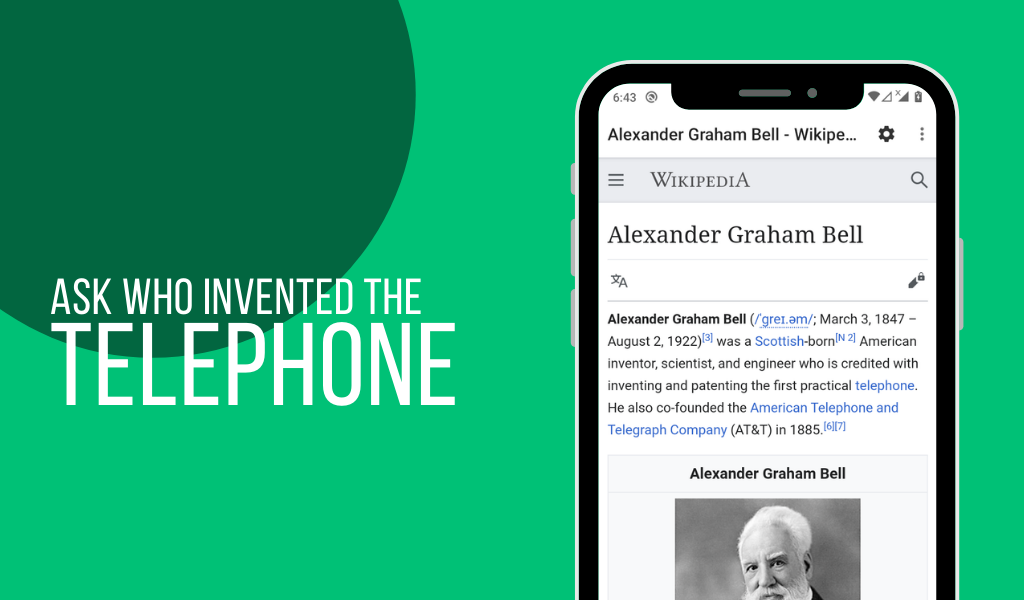 ASK WHO INVENTED THE
TELEPHONE
6:43
Alexander Graham Bell - Wikipe...
WIKIPEDIA
Alexander Graham Bell
Alexander Graham Bell (/ˈɡreɪ.əm/; March 3, 1847 –
August 2, 1922)[3] was a Scottish-born[N 2] American
inventor, scientist, and engineer who is credited with
inventing and patenting the first practical telephone.
He also co-founded the American Telephone and
Telegraph Company (AT&T) in 1885.[6][7]
Alexander Graham Bell